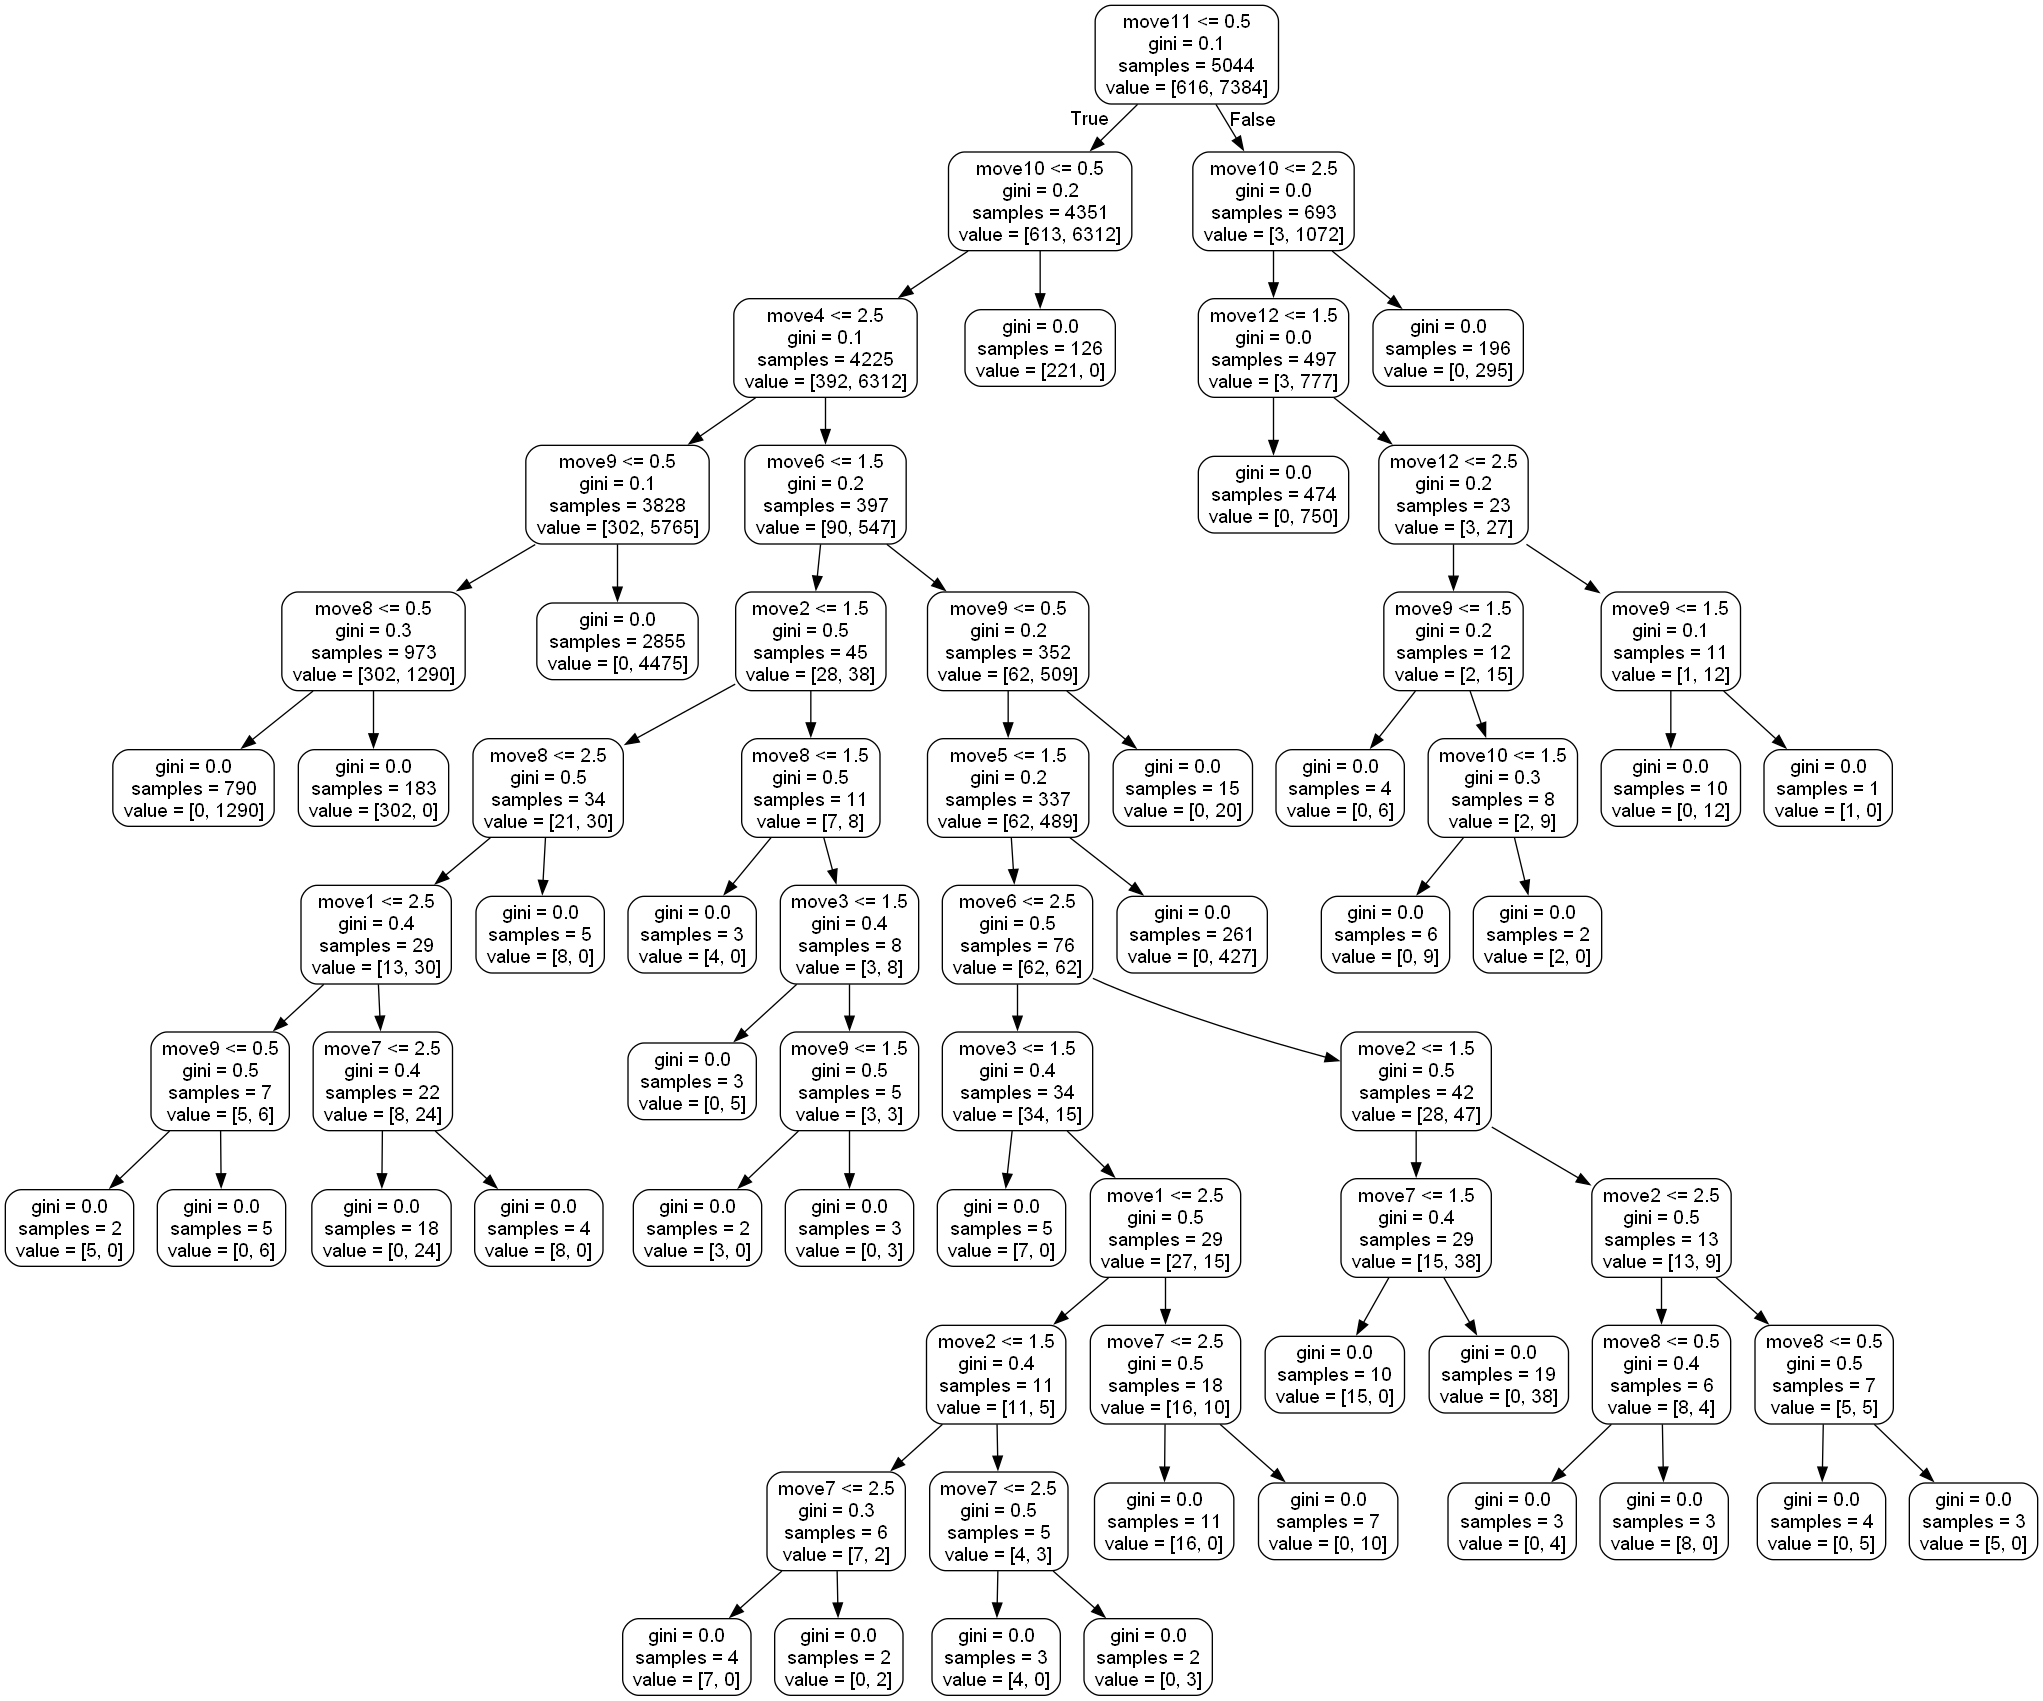 move11 <= 0.5
gini = 0.1
samples = 5044
value = [616, 7384]
True
False
move10 <= 0.5
gini = 0.2
samples = 4351
value = [613, 6312]
move10 <= 2.5
gini = 0.0
samples = 693
value = [3, 1072]
move4 <= 2.5
gini = 0.1
samples = 4225
value = [392, 6312]
gini = 0.0
samples = 126
value = [221, 0]
move12 <= 1.5
gini = 0.0
samples = 497
value = [3, 777]
gini = 0.0
samples = 196
value = [0, 295]
move9 <= 0.5
gini = 0.1
samples = 3828
value = [302, 5765]
move6 <= 1.5
gini = 0.2
samples = 397
value = [90, 547]
gini = 0.0
samples = 474
value = [0, 750]
move12 <= 2.5
gini = 0.2
samples = 23
value = [3, 27]
move8 <= 0.5
gini = 0.3
samples = 973
value = [302, 1290]
gini = 0.0
samples = 2855
value = [0, 4475]
move2 <= 1.5
gini = 0.5
samples = 45
value = [28, 38]
move9 <= 0.5
gini = 0.2
samples = 352
value = [62, 509]
move9 <= 1.5
gini = 0.2
samples = 12
value = [2, 15]
move9 <= 1.5
gini = 0.1
samples = 11
value = [1, 12]
gini = 0.0
samples = 790
value = [0, 1290]
gini = 0.0
samples = 183
value = [302, 0]
move8 <= 2.5
gini = 0.5
samples = 34
value = [21, 30]
move8 <= 1.5
gini = 0.5
samples = 11
value = [7, 8]
move5 <= 1.5
gini = 0.2
samples = 337
value = [62, 489]
gini = 0.0
samples = 15
value = [0, 20]
gini = 0.0
samples = 4
value = [0, 6]
move10 <= 1.5
gini = 0.3
samples = 8
value = [2, 9]
gini = 0.0
samples = 10
value = [0, 12]
gini = 0.0
samples = 1
value = [1, 0]
move1 <= 2.5
gini = 0.4
samples = 29
value = [13, 30]
gini = 0.0
samples = 5
value = [8, 0]
gini = 0.0
samples = 3
value = [4, 0]
move3 <= 1.5
gini = 0.4
samples = 8
value = [3, 8]
move6 <= 2.5
gini = 0.5
samples = 76
value = [62, 62]
gini = 0.0
samples = 261
value = [0, 427]
gini = 0.0
samples = 6
value = [0, 9]
gini = 0.0
samples = 2
value = [2, 0]
move9 <= 0.5
gini = 0.5
samples = 7
value = [5, 6]
move7 <= 2.5
gini = 0.4
samples = 22
value = [8, 24]
gini = 0.0
samples = 3
value = [0, 5]
move9 <= 1.5
gini = 0.5
samples = 5
value = [3, 3]
move3 <= 1.5
gini = 0.4
samples = 34
value = [34, 15]
move2 <= 1.5
gini = 0.5
samples = 42
value = [28, 47]
gini = 0.0
samples = 2
value = [5, 0]
gini = 0.0
samples = 5
value = [0, 6]
gini = 0.0
samples = 18
value = [0, 24]
gini = 0.0
samples = 4
value = [8, 0]
gini = 0.0
samples = 2
value = [3, 0]
gini = 0.0
samples = 3
value = [0, 3]
gini = 0.0
samples = 5
value = [7, 0]
move1 <= 2.5
gini = 0.5
samples = 29
value = [27, 15]
move7 <= 1.5
gini = 0.4
samples = 29
value = [15, 38]
move2 <= 2.5
gini = 0.5
samples = 13
value = [13, 9]
move2 <= 1.5
gini = 0.4
samples = 11
value = [11, 5]
move7 <= 2.5
gini = 0.5
samples = 18
value = [16, 10]
gini = 0.0
samples = 10
value = [15, 0]
gini = 0.0
samples = 19
value = [0, 38]
move8 <= 0.5
gini = 0.4
samples = 6
value = [8, 4]
move8 <= 0.5
gini = 0.5
samples = 7
value = [5, 5]
move7 <= 2.5
gini = 0.3
samples = 6
value = [7, 2]
move7 <= 2.5
gini = 0.5
samples = 5
value = [4, 3]
gini = 0.0
samples = 11
value = [16, 0]
gini = 0.0
samples = 7
value = [0, 10]
gini = 0.0
samples = 3
value = [0, 4]
gini = 0.0
samples = 3
value = [8, 0]
gini = 0.0
samples = 4
value = [0, 5]
gini = 0.0
samples = 3
value = [5, 0]
gini = 0.0
samples = 4
value = [7, 0]
gini = 0.0
samples = 2
value = [0, 2]
gini = 0.0
samples = 3
value = [4, 0]
gini = 0.0
samples = 2
value = [0, 3]